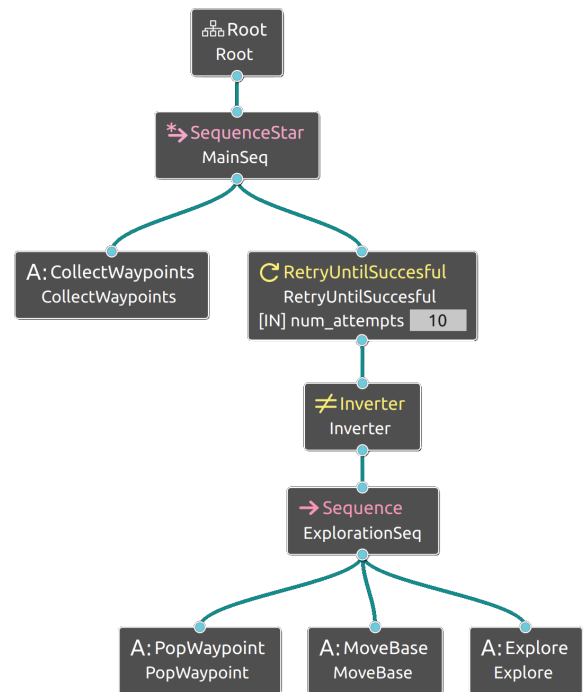 Root
Root
SequenceStar
MainSeq
A:CollectWaypoints
CollectWaypoints
RetryUntilSuccesful
RetryUntilSuccesful
[IN] num_attempts 10
Inverter
Inverter
Sequence
ExplorationSeq
A:PopWaypoint
PopWaypoint
A:MoveBase
MoveBase
A:Explore
Explore